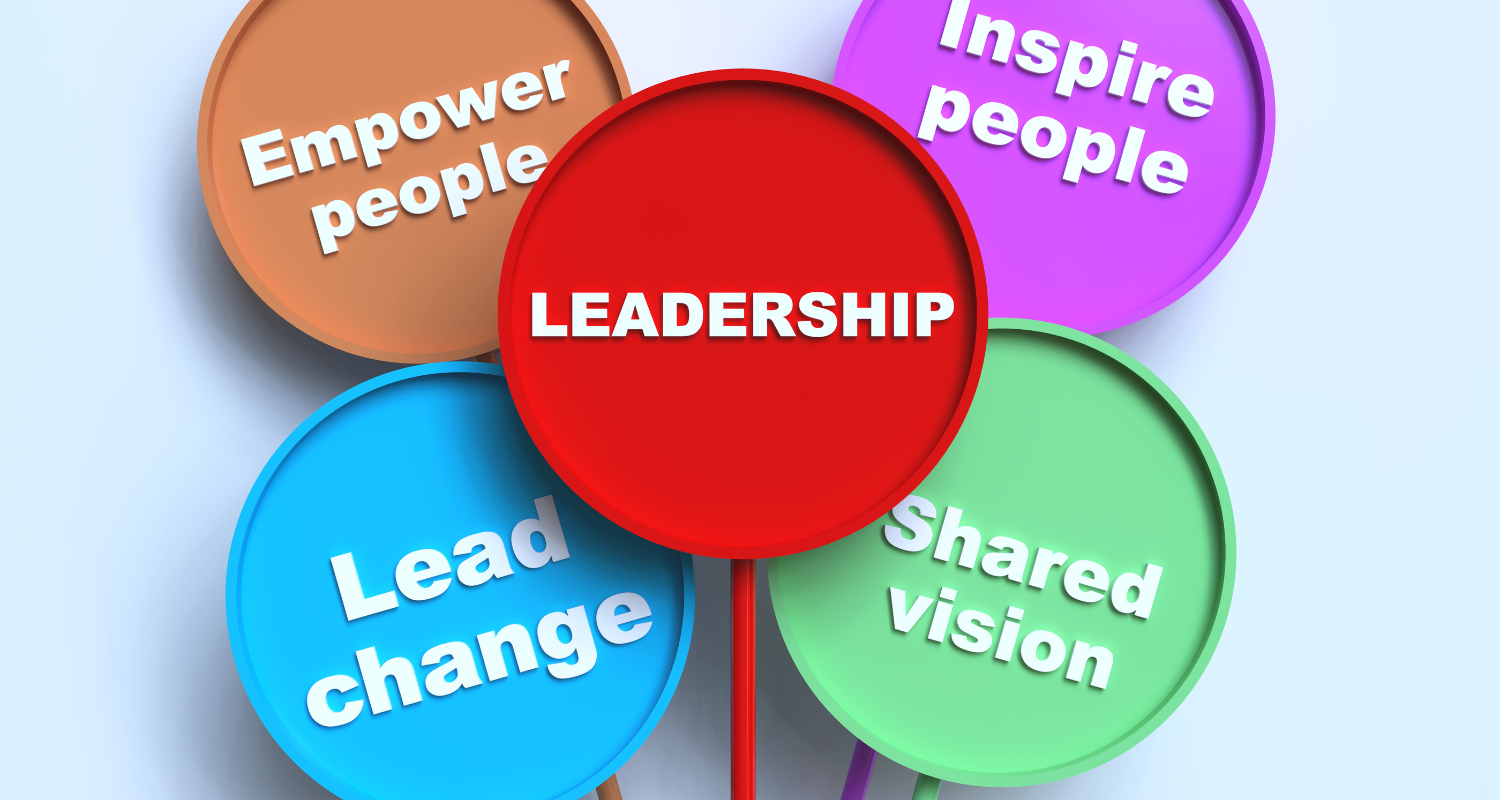 Empower
people
Inspire
people
LEADERSHIP
Lead
change
Shared
vision